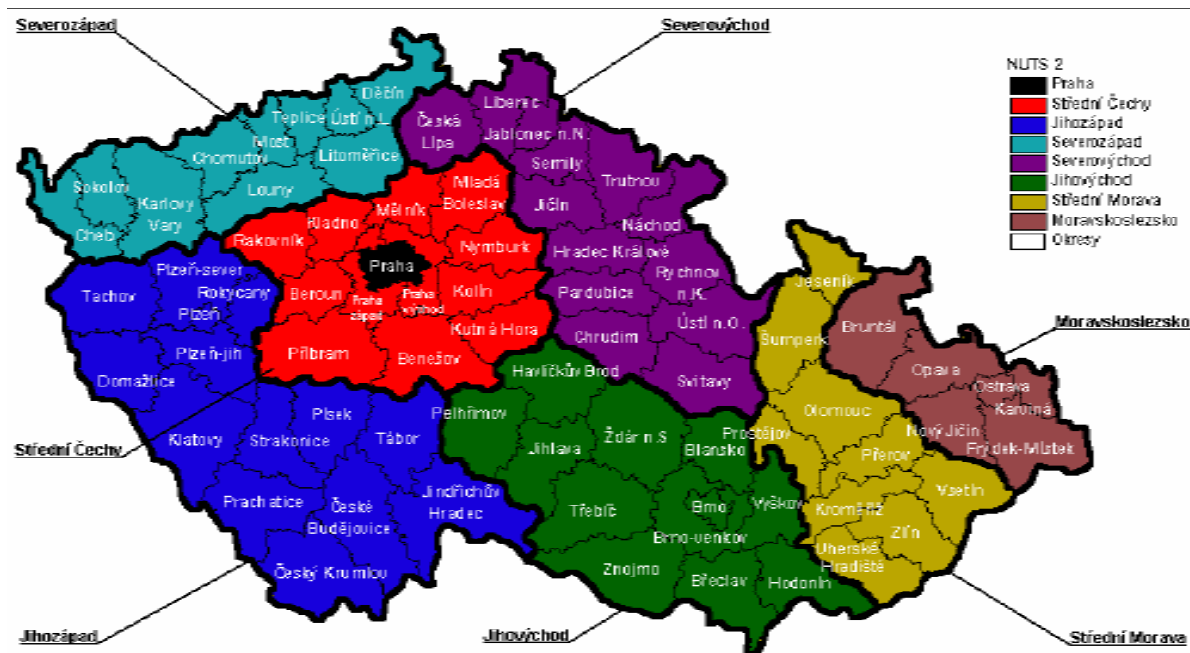 Severozápad
Severovýchod
NUTS 2
Praha
Střední Čechy
Jihozápad
Severozápad
Severovýchod
Jihovýchod
Střední Morava
Moravskoslezsko
Okresy
Děčín
Teplice
Ústí n.L.
Most
Chomutov
Litoměřice
Louny
Sokolov
Karlovy
Vary
Cheb
Česká
Lípa
Liberec
Jablonec n.N.
Semily
Trutnov
Jičín
Náchod
Hradec Králové
Rychnov
n.K.
Pardubice
Ústí n.O.
Chrudim
Svitavy
Mladá
Boleslav
Mělník
Kladno
Rakovník
Nymburk
Praha
Beroun
Praha
západ
Praha
východ
Kolín
Kutná Hora
Příbram
Benešov
Plzeň-sever
Tachov
Rokycany
Plzeň
Plzeň-jih
Domažlice
Klatovy
Písek
Strakonice
Tábor
Prachatice
České
Budějovice
Jindřichův
Hradec
Český Krumlov
Havlíčkův Brod
Pelhřimov
Jihlava
Žďár n.S
Blansko
Třebíč
Brno
Vyškov
Brno-venkov
Znojmo
Břeclav
Hodonín
Jeseník
Šumperk
Olomouc
Prostějov
Přerov
Kroměříž
Vsetín
Zlín
Uherské
Hradiště
Bruntál
Opava
Ostrava
Karviná
Nový Jičín
Frýdek-Místek
Moravskoslezsko
Střední Čechy
Jihozápad
Jihovýchod
Střední Morava